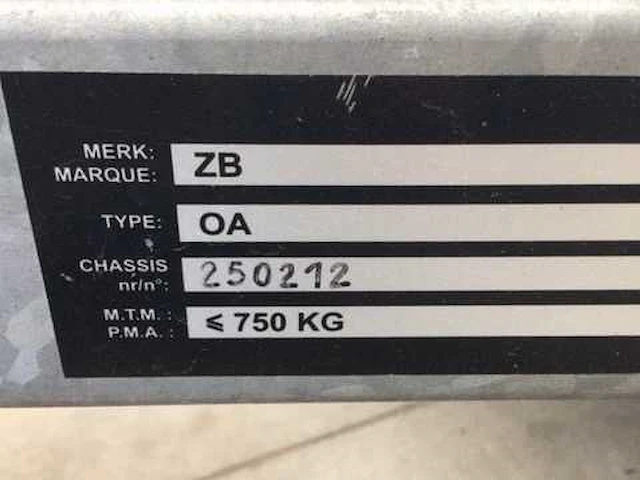 MERK: ZB
MARQUE:
TYPE: OA
CHASSIS 250212
nr/n°:
M.T.M. : ≤ 750 KG
P.M.A. :